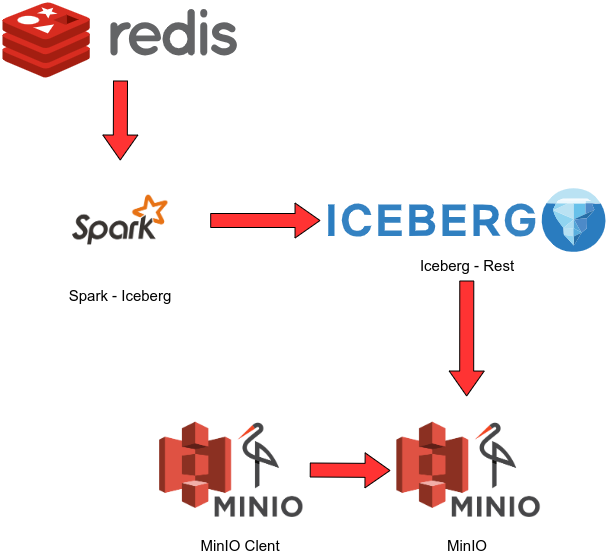 redis
Spark
ICEBERG
Iceberg - Rest
Spark - Iceberg
MINIO
MINIO
MinIO Clent
MinIO